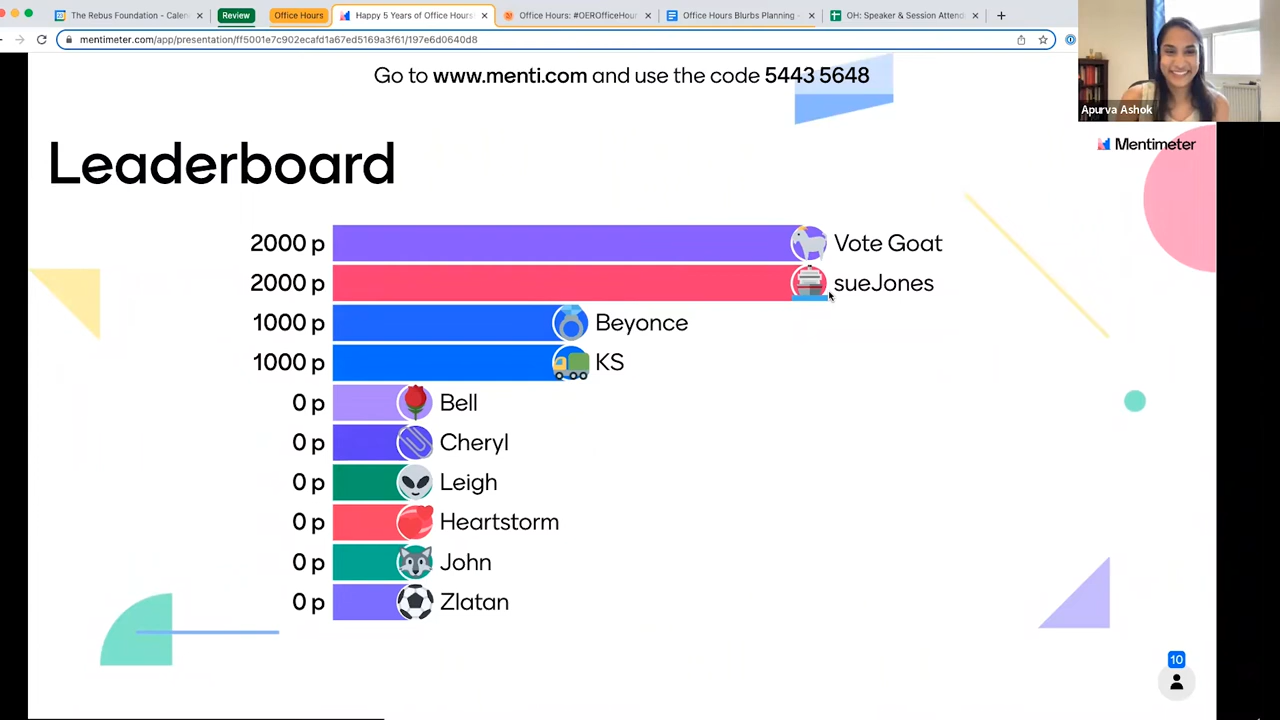 The Rebus Foundation - Calen
Review
Office Hours
Happy 5 Years of Office Hours
Office Hours: #OEROfficeHour
Office Hours Blurbs Planning -
OH: Speaker & Session Attend.
mentimeter.com/app/presentation/ff5001e7c902ecafd1a67ed5169a3f61/197e6d0640d8
Go to www.menti.com and use the code 5443 5648
Apurva Ashok
Mentimeter
Leaderboard
2000 p Vote Goat
2000 p sueJones
1000 p Beyonce
1000 p KS
0 p Bell
0 p Cheryl
0 p Leigh
0 p Heartstorm
0 p John
0 p Zlatan
10